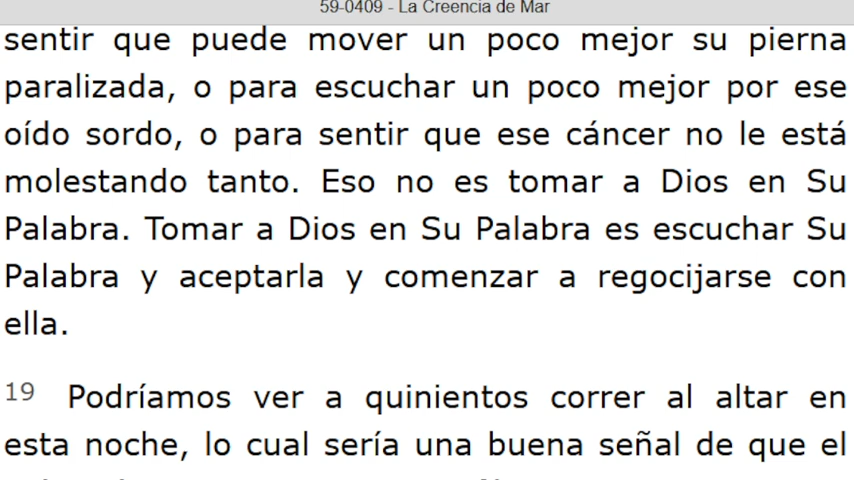 59-0409 - La Creencia de Mar
sentir que puede mover un poco mejor su pierna
paralizada, o para escuchar un poco mejor por ese
oído sordo, o para sentir que ese cáncer no le está
molestando tanto. Eso no es tomar a Dios en Su
Palabra. Tomar a Dios en Su Palabra es escuchar Su
Palabra y aceptarla y comenzar a regocijarse con
ella.
19 Podríamos ver a quinientos correr al altar en
esta noche, lo cual sería una buena señal de que el